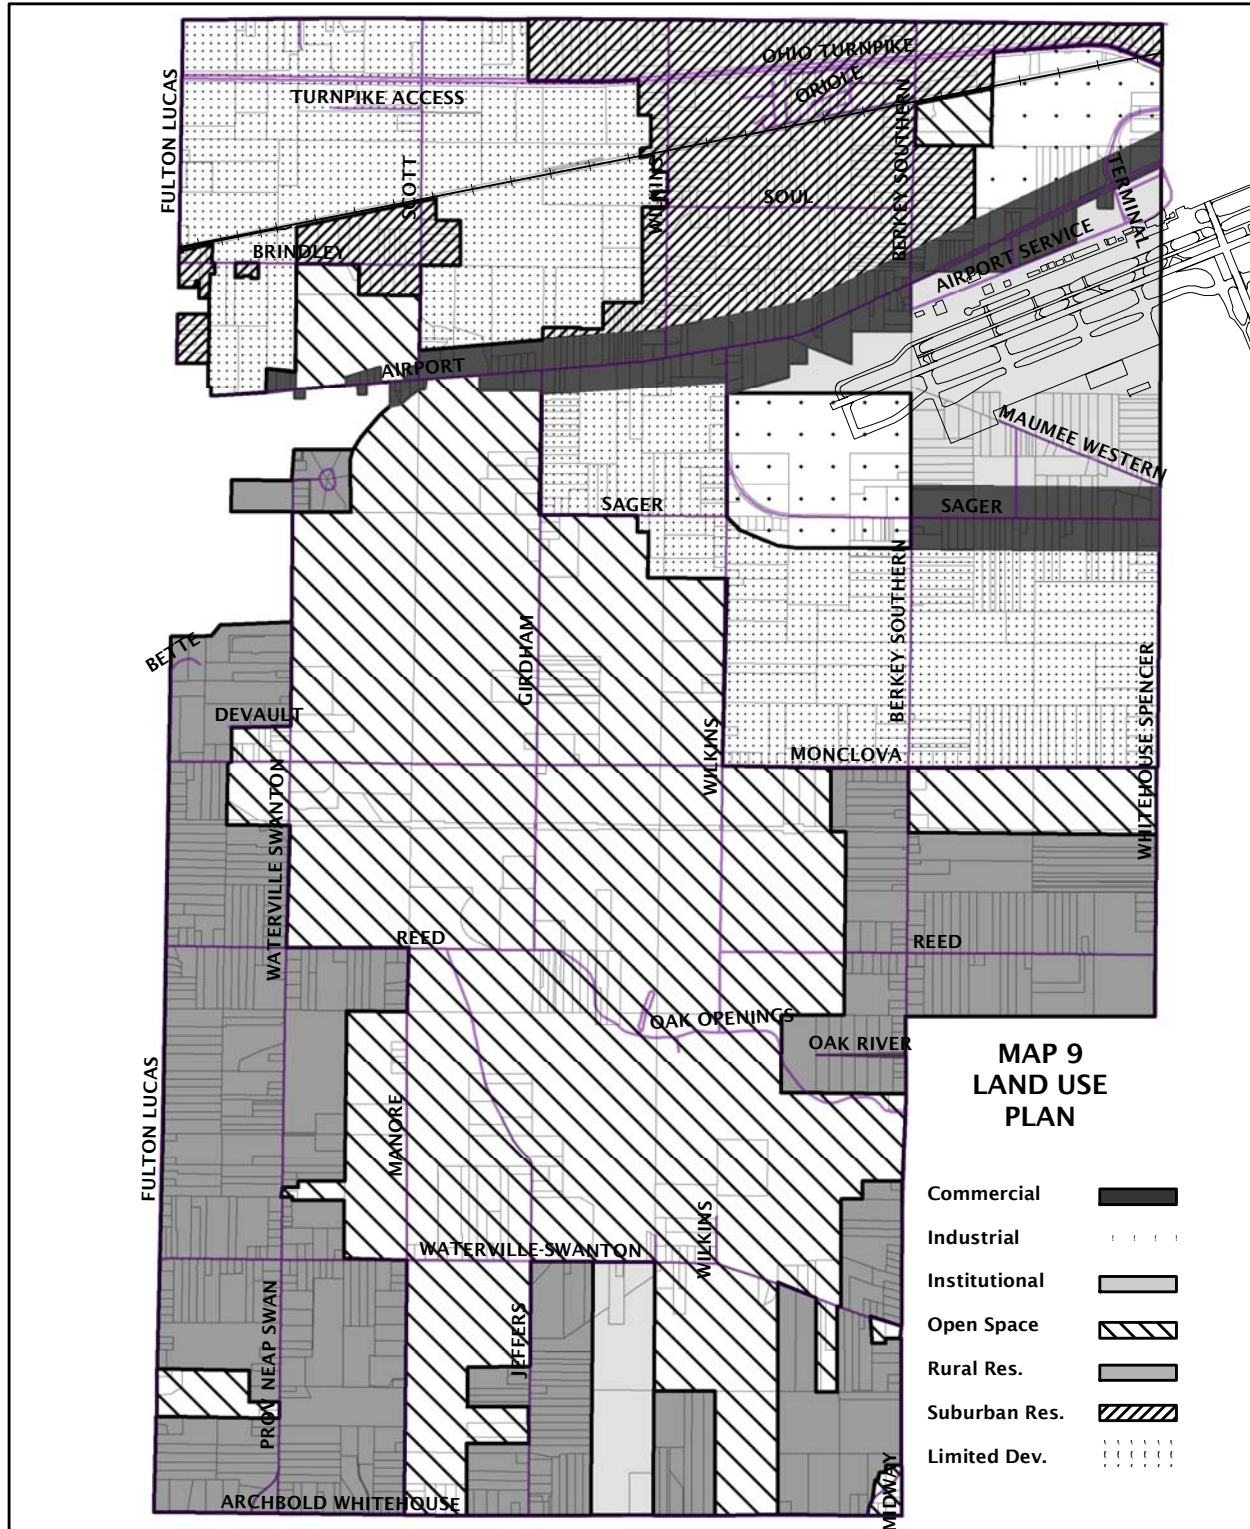 OHIO TURNPIKE
ORIOLE
TURNPIKE ACCESS
FULTON LUCAS
SCOTT
WILKINS
BERKEY SOUTHERN
SOUL
TERMINAL
BRINDLEY
AIRPORT SERVICE
AIRPORT
MAUMEE WESTERN
SAGER
SAGER
BETTE
GIRDHAM
BERKEY SOUTHERN
WHITEHOUSE SPENCER
DEVAULT
WILKINS
MONCLOVA
WATERVILLE SWANTON
REED
REED
OAK OPENINGS
OAK RIVER
FULTON LUCAS
MANORE
WATERVILLE-SWANTON
WILKINS
PROV NEAP SWAN
JEFFERS
ARCHBOLD WHITEHOUSE
MIDWAY
MAP 9
LAND USE
PLAN
Commercial
Industrial
Institutional
Open Space
Rural Res.
Suburban Res.
Limited Dev.